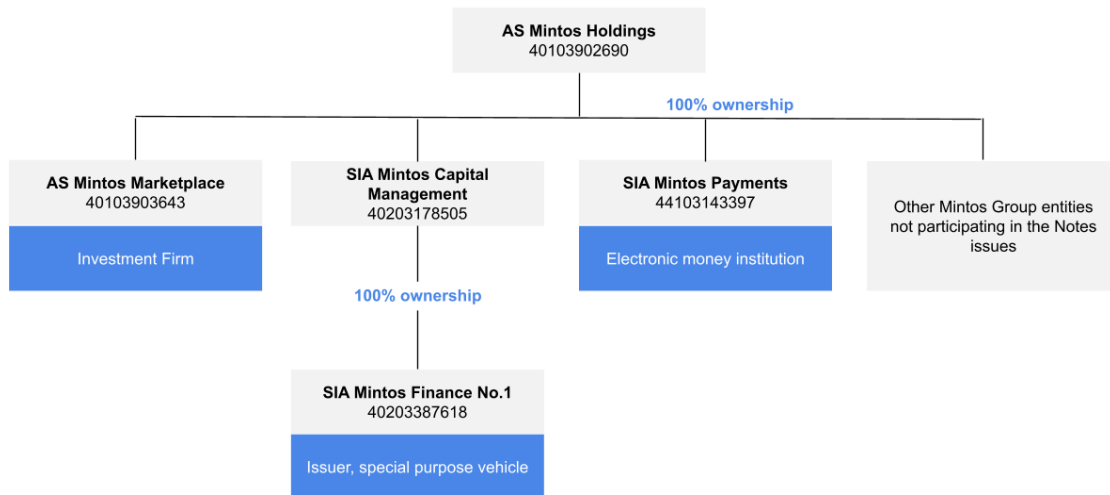 AS Mintos Holdings
40103902690
100% ownership
AS Mintos Marketplace
40103903643
Investment Firm
SIA Mintos Capital
Management
40203178505
SIA Mintos Payments
44103143397
Electronic money institution
Other Mintos Group entities
not participating in the Notes
issues
100% ownership
SIA Mintos Finance No.1
40203387618
Issuer, special purpose vehicle